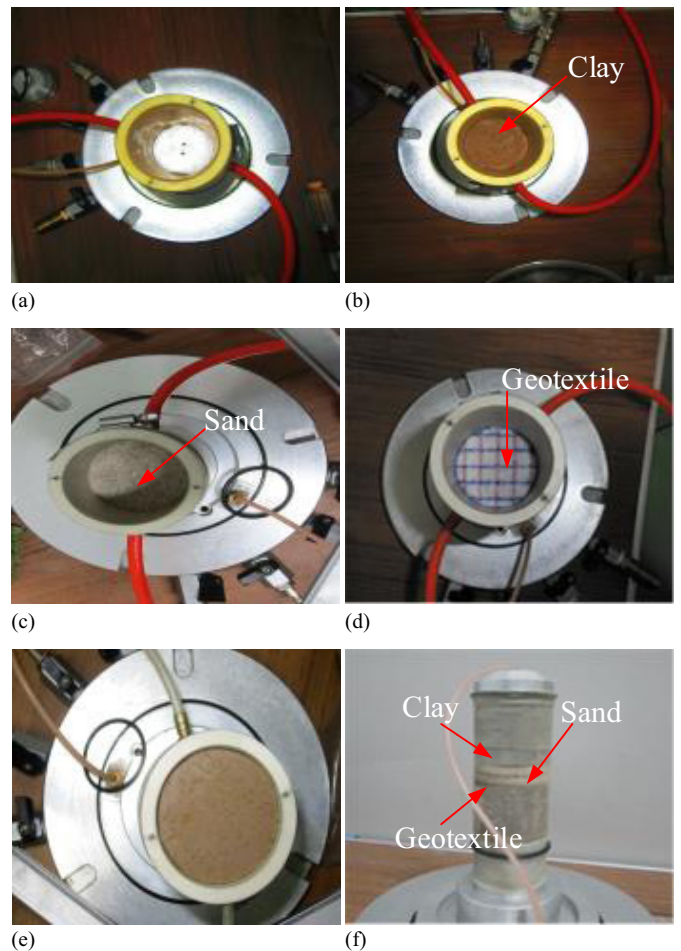 Clay
(a)
(b)
Sand
Geotextile
(c)
(d)
Clay
Sand
Geotextile
(e)
(f)